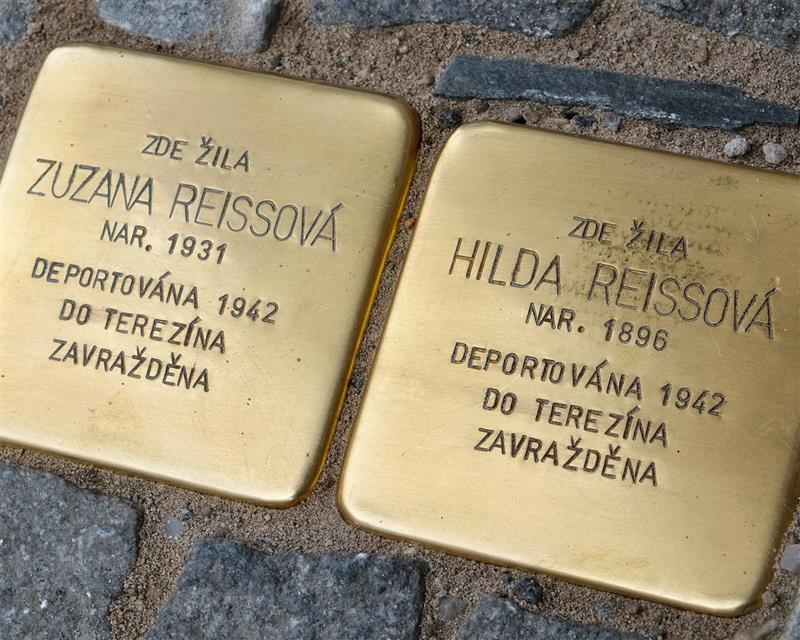 ZDE ŽILA
ZUZANA REISSOVÁ
NAR. 1931
DEPORTOVÁNA 1942
DO TEREZÍNA
ZAVRAŽDĚNA
ZDE ŽILA
HILDA REISSOVÁ
NAR. 1896
DEPORTOVÁNA 1942
DO TEREZÍNA
ZAVRAŽDĚNA